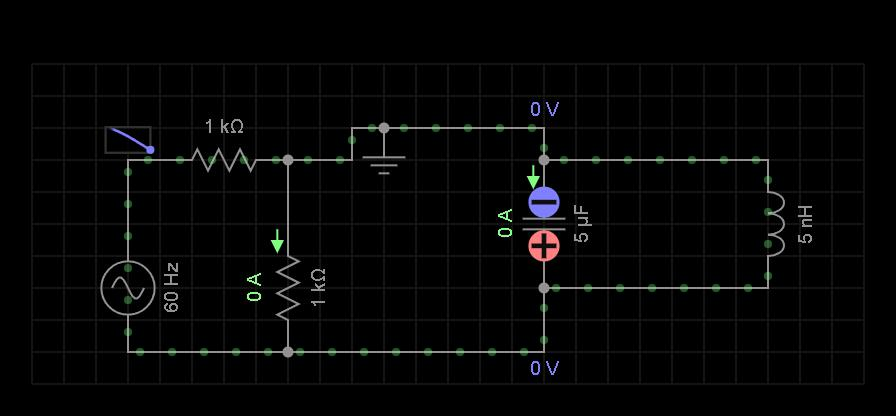 0 V
1 kΩ
0 A
5 µF
5 nH
60 Hz
0 A
1 kΩ
0 V